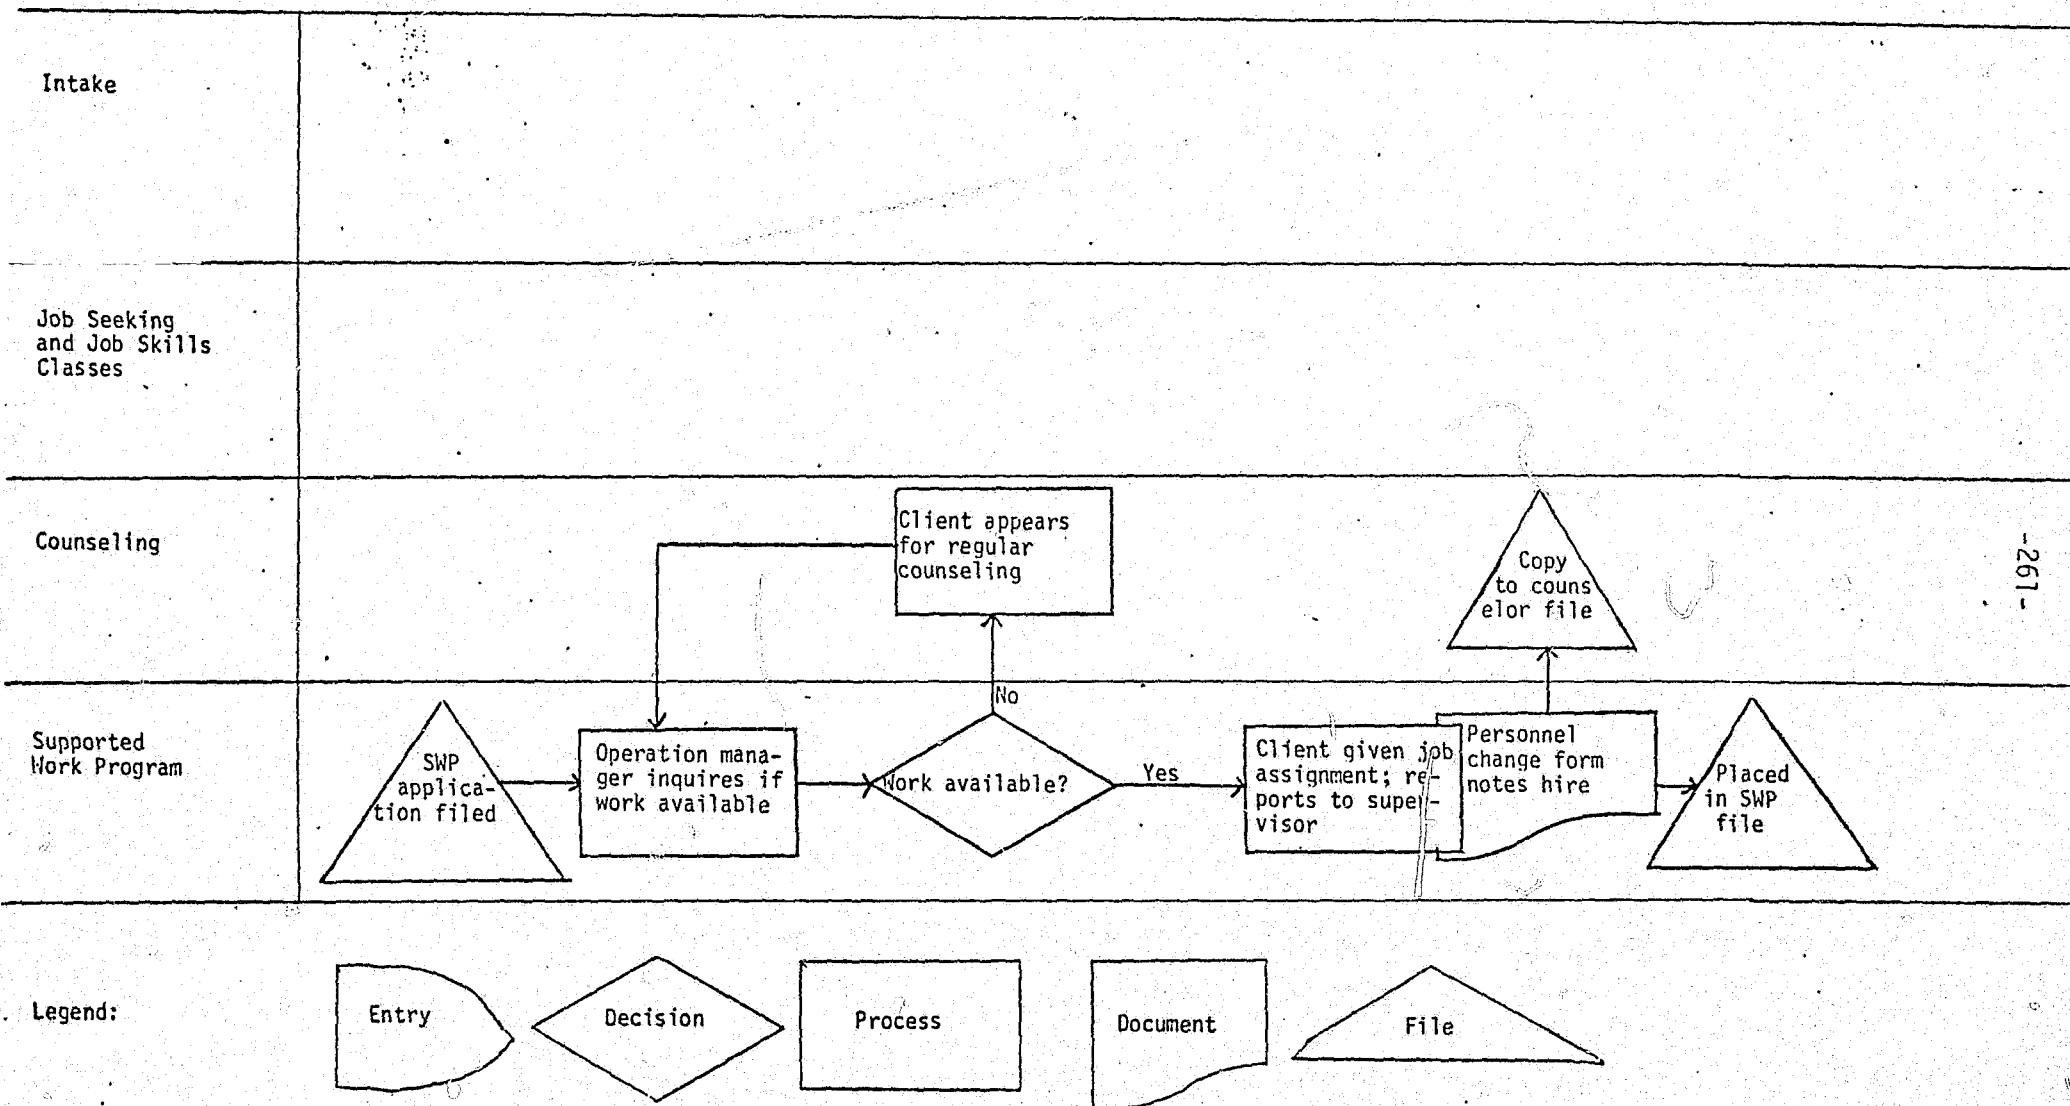 Intake
Job Seeking
and Job Skills
Classes
Counseling
Client appears
for regular
counseling
Copy
to couns
elor file
-261-
Supported
Work Program
SWP
applica-
tion filed
Operation mana-
ger inquires if
work available
No
Work available?
Yes
Client given job
assignment; re-
ports to super-
visor
Personnel
change form
notes hire
Placed
in SWP
file
Legend:
Entry
Decision
Process
Document
File